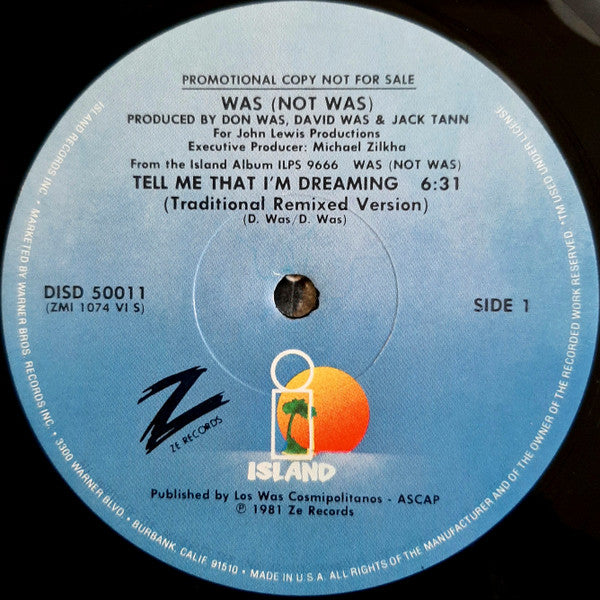 PROMOTIONAL COPY NOT FOR SALE
WAS (NOT WAS)
PRODUCED BY DON WAS, DAVID WAS & JACK TANN
For John Lewis Productions
Executive Producer: Michael Zilkha
From the Island Album ILPS 9666 WAS (NOT WAS)
TELL ME THAT I'M DREAMING 6:31
(Traditional Remixed Version)
(D. Was/D. Was)
DISD 50011
(ZMI 1074 VI S)
SIDE 1
Z
ZE RECORDS
ISLAND
Published by Los Was Cosmipolitanos - ASCAP
℗ 1981 Ze Records
ISLAND RECORDS INC. • MARKETED BY WARNER BROS. RECORDS INC. • 3300 WARNER BLVD. • BURBANK, CALIF. 91510 • MADE IN U.S.A. ALL RIGHTS OF THE MANUFACTURER AND OF THE OWNER OF THE RECORDED WORK RESERVED. • TM USED UNDER LICENSE